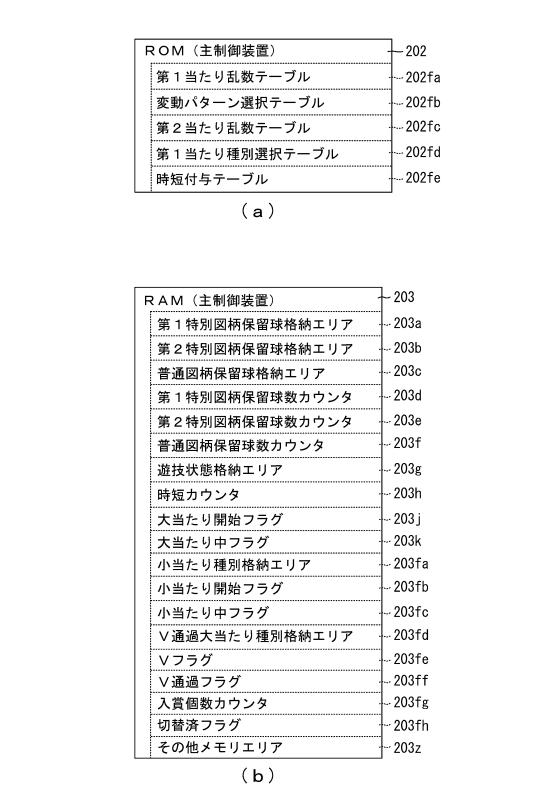 ROM(主制御装置) 202
第1当たり乱数テーブル 202fa
変動パターン選択テーブル 202fb
第2当たり乱数テーブル 202fc
第1当たり種別選択テーブル 202fd
時短付与テーブル 202fe
(a)
RAM(主制御装置) 203
第1特別図柄保留球格納エリア 203a
第2特別図柄保留球格納エリア 203b
普通図柄保留球格納エリア 203c
第1特別図柄保留球数カウンタ 203d
第2特別図柄保留球数カウンタ 203e
普通図柄保留球数カウンタ 203f
遊技状態格納エリア 203g
時短カウンタ 203h
大当たり開始フラグ 203j
大当たり中フラグ 203k
小当たり種別格納エリア 203fa
小当たり開始フラグ 203fb
小当たり中フラグ 203fc
V通過大当たり種別格納エリア 203fd
Vフラグ 203fe
V通過フラグ 203ff
入賞個数カウンタ 203fg
切替済フラグ 203fh
その他メモリエリア 203z
(b)